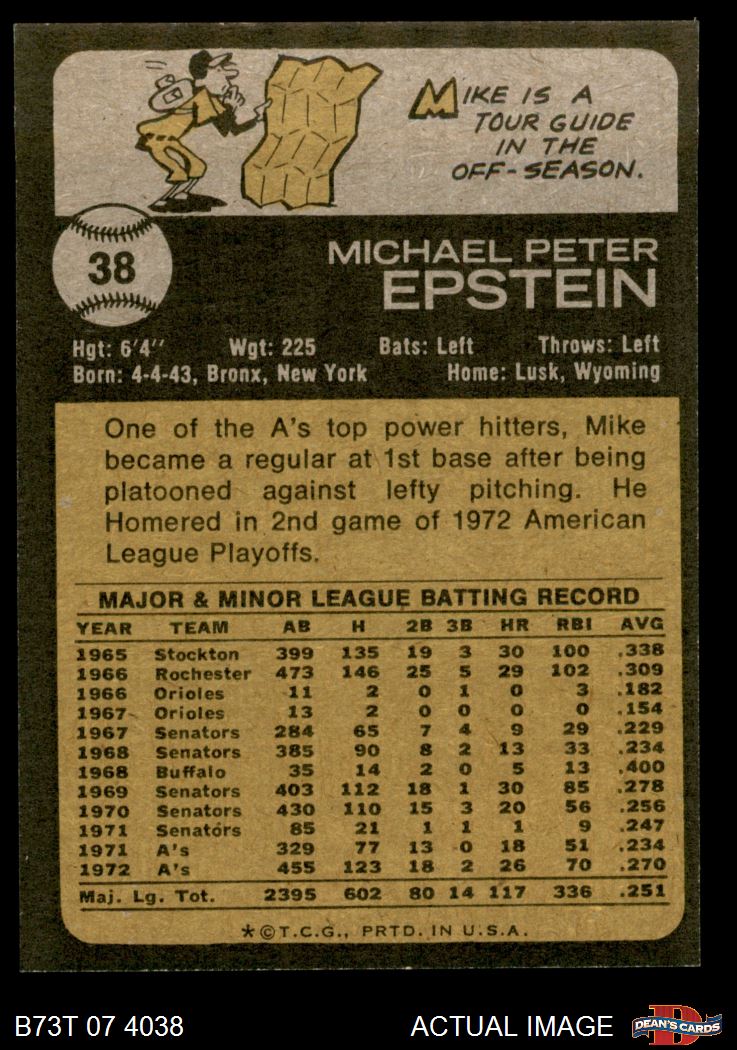 MIKE IS A
TOUR GUIDE
IN THE
OFF-SEASON.
38
MICHAEL PETER
EPSTEIN
Hgt: 6'4" Wgt: 225 Bats: Left Throws: Left
Born: 4-4-43, Bronx, New York Home: Lusk, Wyoming
One of the A's top power hitters, Mike
became a regular at 1st base after being
platooned against lefty pitching. He
Homered in 2nd game of 1972 American
League Playoffs.
MAJOR & MINOR LEAGUE BATTING RECORD
YEAR TEAM AB H 2B 3B HR RBI AVG
1965 Stockton 399 135 19 3 30 100 .338
1966 Rochester 473 146 25 5 29 102 .309
1966 Orioles 11 2 0 1 0 3 .182
1967 Orioles 13 2 0 0 0 0 .154
1967 Senators 284 65 7 4 9 29 .229
1968 Senators 385 90 8 2 13 33 .234
1968 Buffalo 35 14 2 0 5 13 .400
1969 Senators 403 112 18 1 30 85 .278
1970 Senators 430 110 15 3 20 56 .256
1971 Senators 85 21 1 1 1 9 .247
1971 A's 329 77 13 0 18 51 .234
1972 A's 455 123 18 2 26 70 .270
Maj. Lg. Tot. 2395 602 80 14 117 336 .251
*©T.C.G., PRTD. IN U.S.A.
B73T 07 4038 ACTUAL IMAGE DEAN'S CARDS